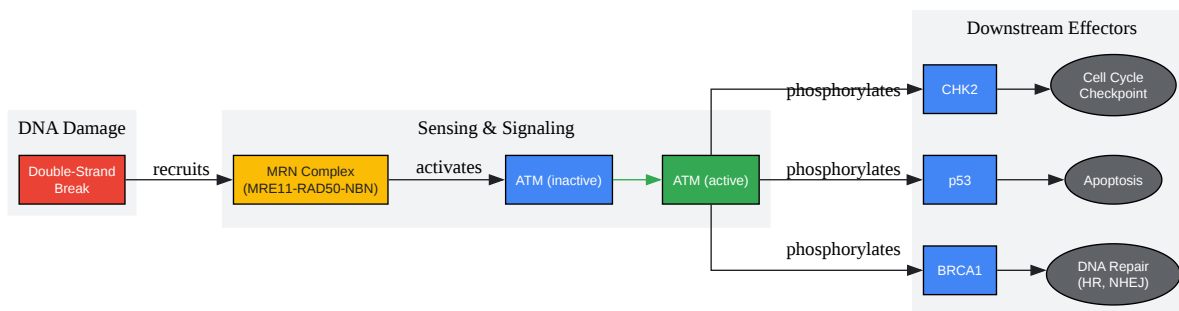 Downstream Effectors
phosphorylates
CHK2
Cell Cycle
Checkpoint
DNA Damage
Sensing & Signaling
Double-Strand
Break
recruits
MRN Complex
(MRE11-RAD50-NBN)
activates
ATM (inactive)
ATM (active)
phosphorylates
p53
Apoptosis
phosphorylates
BRCA1
DNA Repair
(HR, NHEJ)